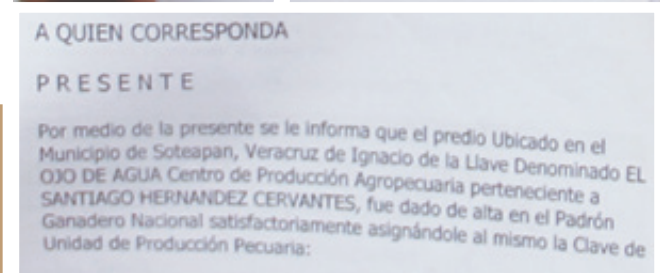 A QUIEN CORRESPONDA
P R E S E N T E
Por medio de la presente se le informa que el predio Ubicado en el
Municipio de Soteapan, Veracruz de Ignacio de la Llave Denominado EL
OJO DE AGUA Centro de Producción Agropecuaria perteneciente a
SANTIAGO HERNANDEZ CERVANTES, fue dado de alta en el Padrón
Ganadero Nacional satisfactoriamente asignándole al mismo la Clave de
Unidad de Producción Pecuaria: